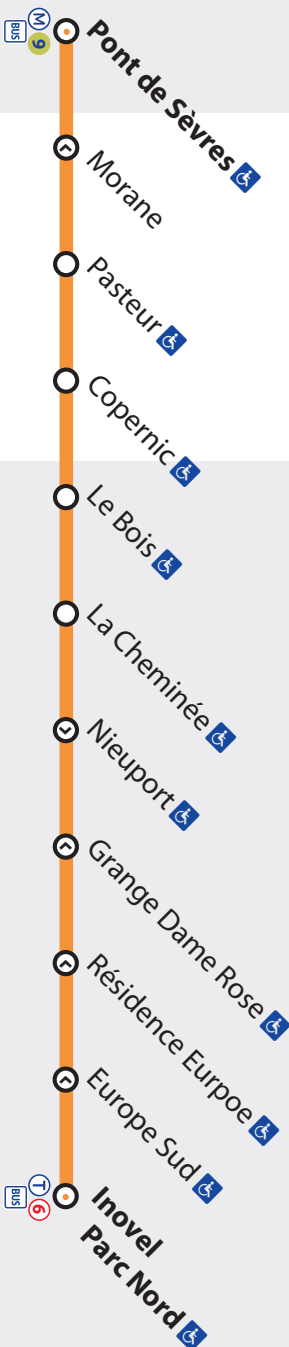 Pont de Sèvres
M 9
BUS
Morane
Pasteur
Copernic
Le Bois
La Cheminée
Nieuport
Grange Dame Rose
Résidence Eurpoe
Europe Sud
Inovel
Parc Nord
T 6
BUS